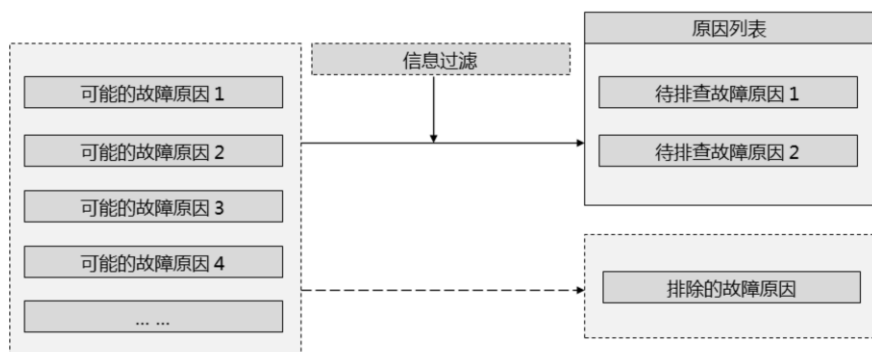 可能的故障原因 1
可能的故障原因 2
可能的故障原因 3
可能的故障原因 4
... ...
信息过滤
原因列表
待排查故障原因 1
待排查故障原因 2
排除的故障原因